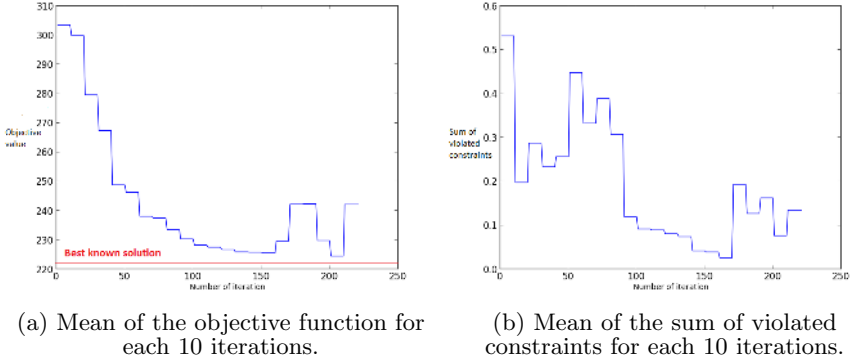 310
300
290
280
270
260
250
240
230
220
Objective
value
Best known solution
0
50
100
150
200
250
Number of iteration
(a) Mean of the objective function for
each 10 iterations.
0.6
0.5
0.4
0.3
0.2
0.1
0.0
Sum of
violated
constraints
0
50
100
150
200
250
Number of iteration
(b) Mean of the sum of violated
constraints for each 10 iterations.